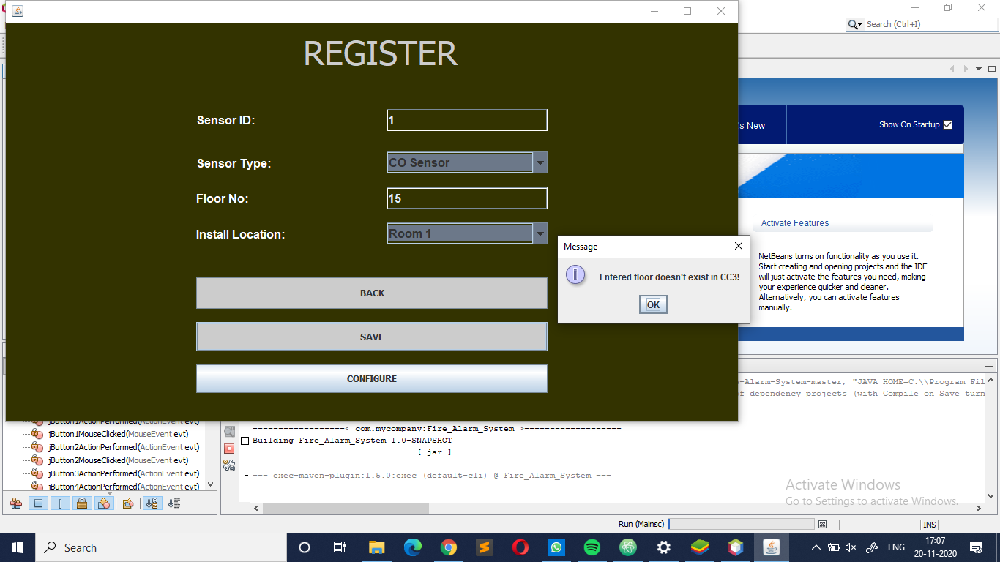 Search (Ctrl+I)
REGISTER
Sensor ID:
1
Sensor Type:
CO Sensor
Floor No:
15
Install Location:
Room 1
BACK
SAVE
CONFIGURE
Message
Entered floor doesn't exist in CC3!
OK
's New
Show On Startup
Activate Features
NetBeans turns on functionality as you use it.
Start creating and opening projects and the IDE
will just activate the features you need, making
your experience quicker and cleaner.
Alternatively, you can activate features
manually.
e-Alarm-System-master; "JAVA_HOME=C:\\Program Fil
of dependency projects (with Compile on Save turn
jButton1ActionPerformed(ActionEvent evt)
jButton1MouseClicked(MouseEvent evt)
jButton2ActionPerformed(ActionEvent evt)
jButton2MouseClicked(MouseEvent evt)
jButton3ActionPerformed(ActionEvent evt)
jButton4ActionPerformed(ActionEvent evt)
------------------< com.mycompany:Fire_Alarm_System >-------------------
Building Fire_Alarm_System 1.0-SNAPSHOT
--------------------------------[ jar ]---------------------------------
--- exec-maven-plugin:1.5.0:exec (default-cli) @ Fire_Alarm_System ---
Activate Windows
Go to Settings to activate Windows.
Run (Mainsc)
INS
Search
ENG
17:07
20-11-2020